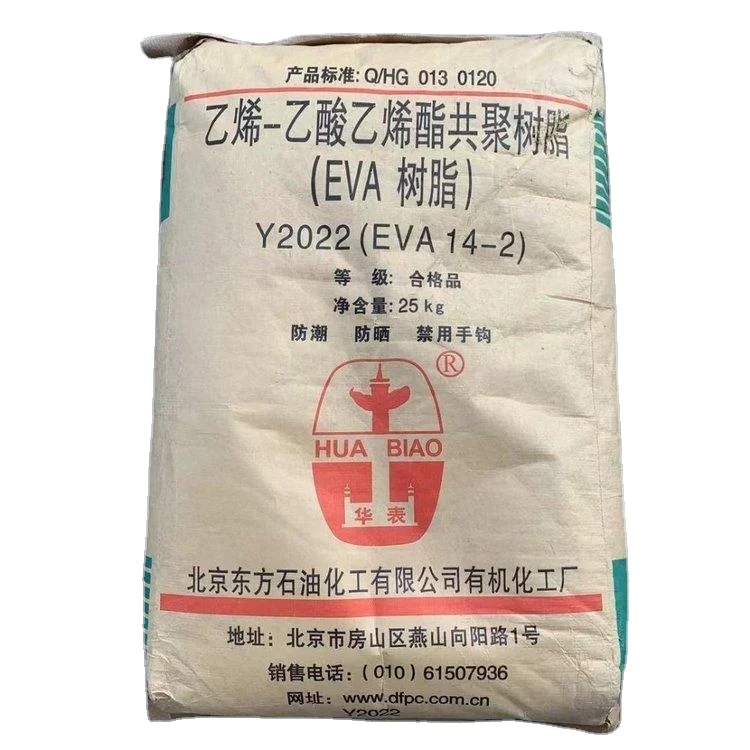 产品标准: Q/HG 013 0120
乙烯-乙酸乙烯酯共聚树脂
(EVA 树脂)
Y2022 (EVA 14-2)
等 级: 合格品
净含量: 25kg
防潮 防晒 禁用手钩
®
HUA BIAO
华表
北京东方石油化工有限公司有机化工厂
地址: 北京市房山区燕山向阳路1号
销售电话: (010) 61507936
网址: www.dfpc.com.cn
Y2022